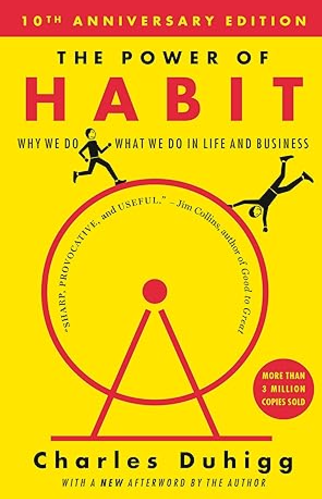 10TH ANNIVERSARY EDITION
THE POWER OF
HABIT
WHY WE DO WHAT WE DO IN LIFE AND BUSINESS
"SHARP, PROVOCATIVE, and USEFUL." –Jim Collins, author of Good to Great
MORE THAN
3 MILLION
COPIES SOLD
Charles Duhigg
WITH A NEW AFTERWORD BY THE AUTHOR